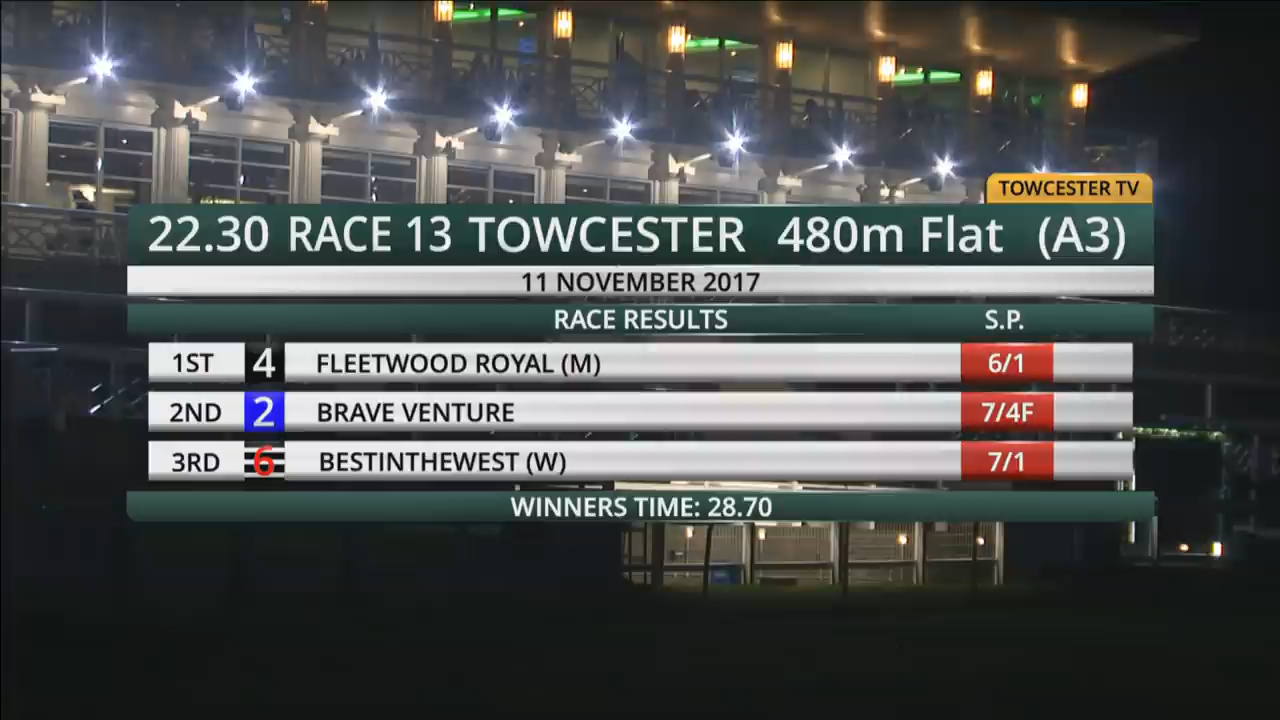 TOWCESTER TV
22.30 RACE 13 TOWCESTER 480m Flat (A3)
11 NOVEMBER 2017
RACE RESULTS S.P.
1ST 4 FLEETWOOD ROYAL (M) 6/1
2ND 2 BRAVE VENTURE 7/4F
3RD 6 BESTINTHEWEST (W) 7/1
WINNERS TIME: 28.70